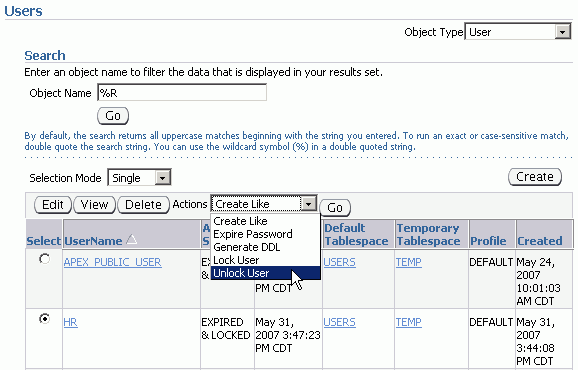 Users
Object Type User
Search
Enter an object name to filter the data that is displayed in your results set.
Object Name %R
Go
By default, the search returns all uppercase matches beginning with the string you entered. To run an exact or case-sensitive match,
double quote the search string. You can use the wildcard symbol (%) in a double quoted string.
Selection Mode Single
Create
Edit View Delete Actions Create Like Go
Create Like
Expire Password
Generate DDL
Lock User
Unlock User
Select UserName A S Default Tablespace Temporary Tablespace Profile Created
APEX_PUBLIC_USER EX & L PM CDT USERS TEMP DEFAULT May 24,
2007
10:01:03
AM CDT
HR EXPIRED & LOCKED May 31, 2007 3:47:23 PM CDT USERS TEMP DEFAULT May 31,
2007
3:44:08
PM CDT